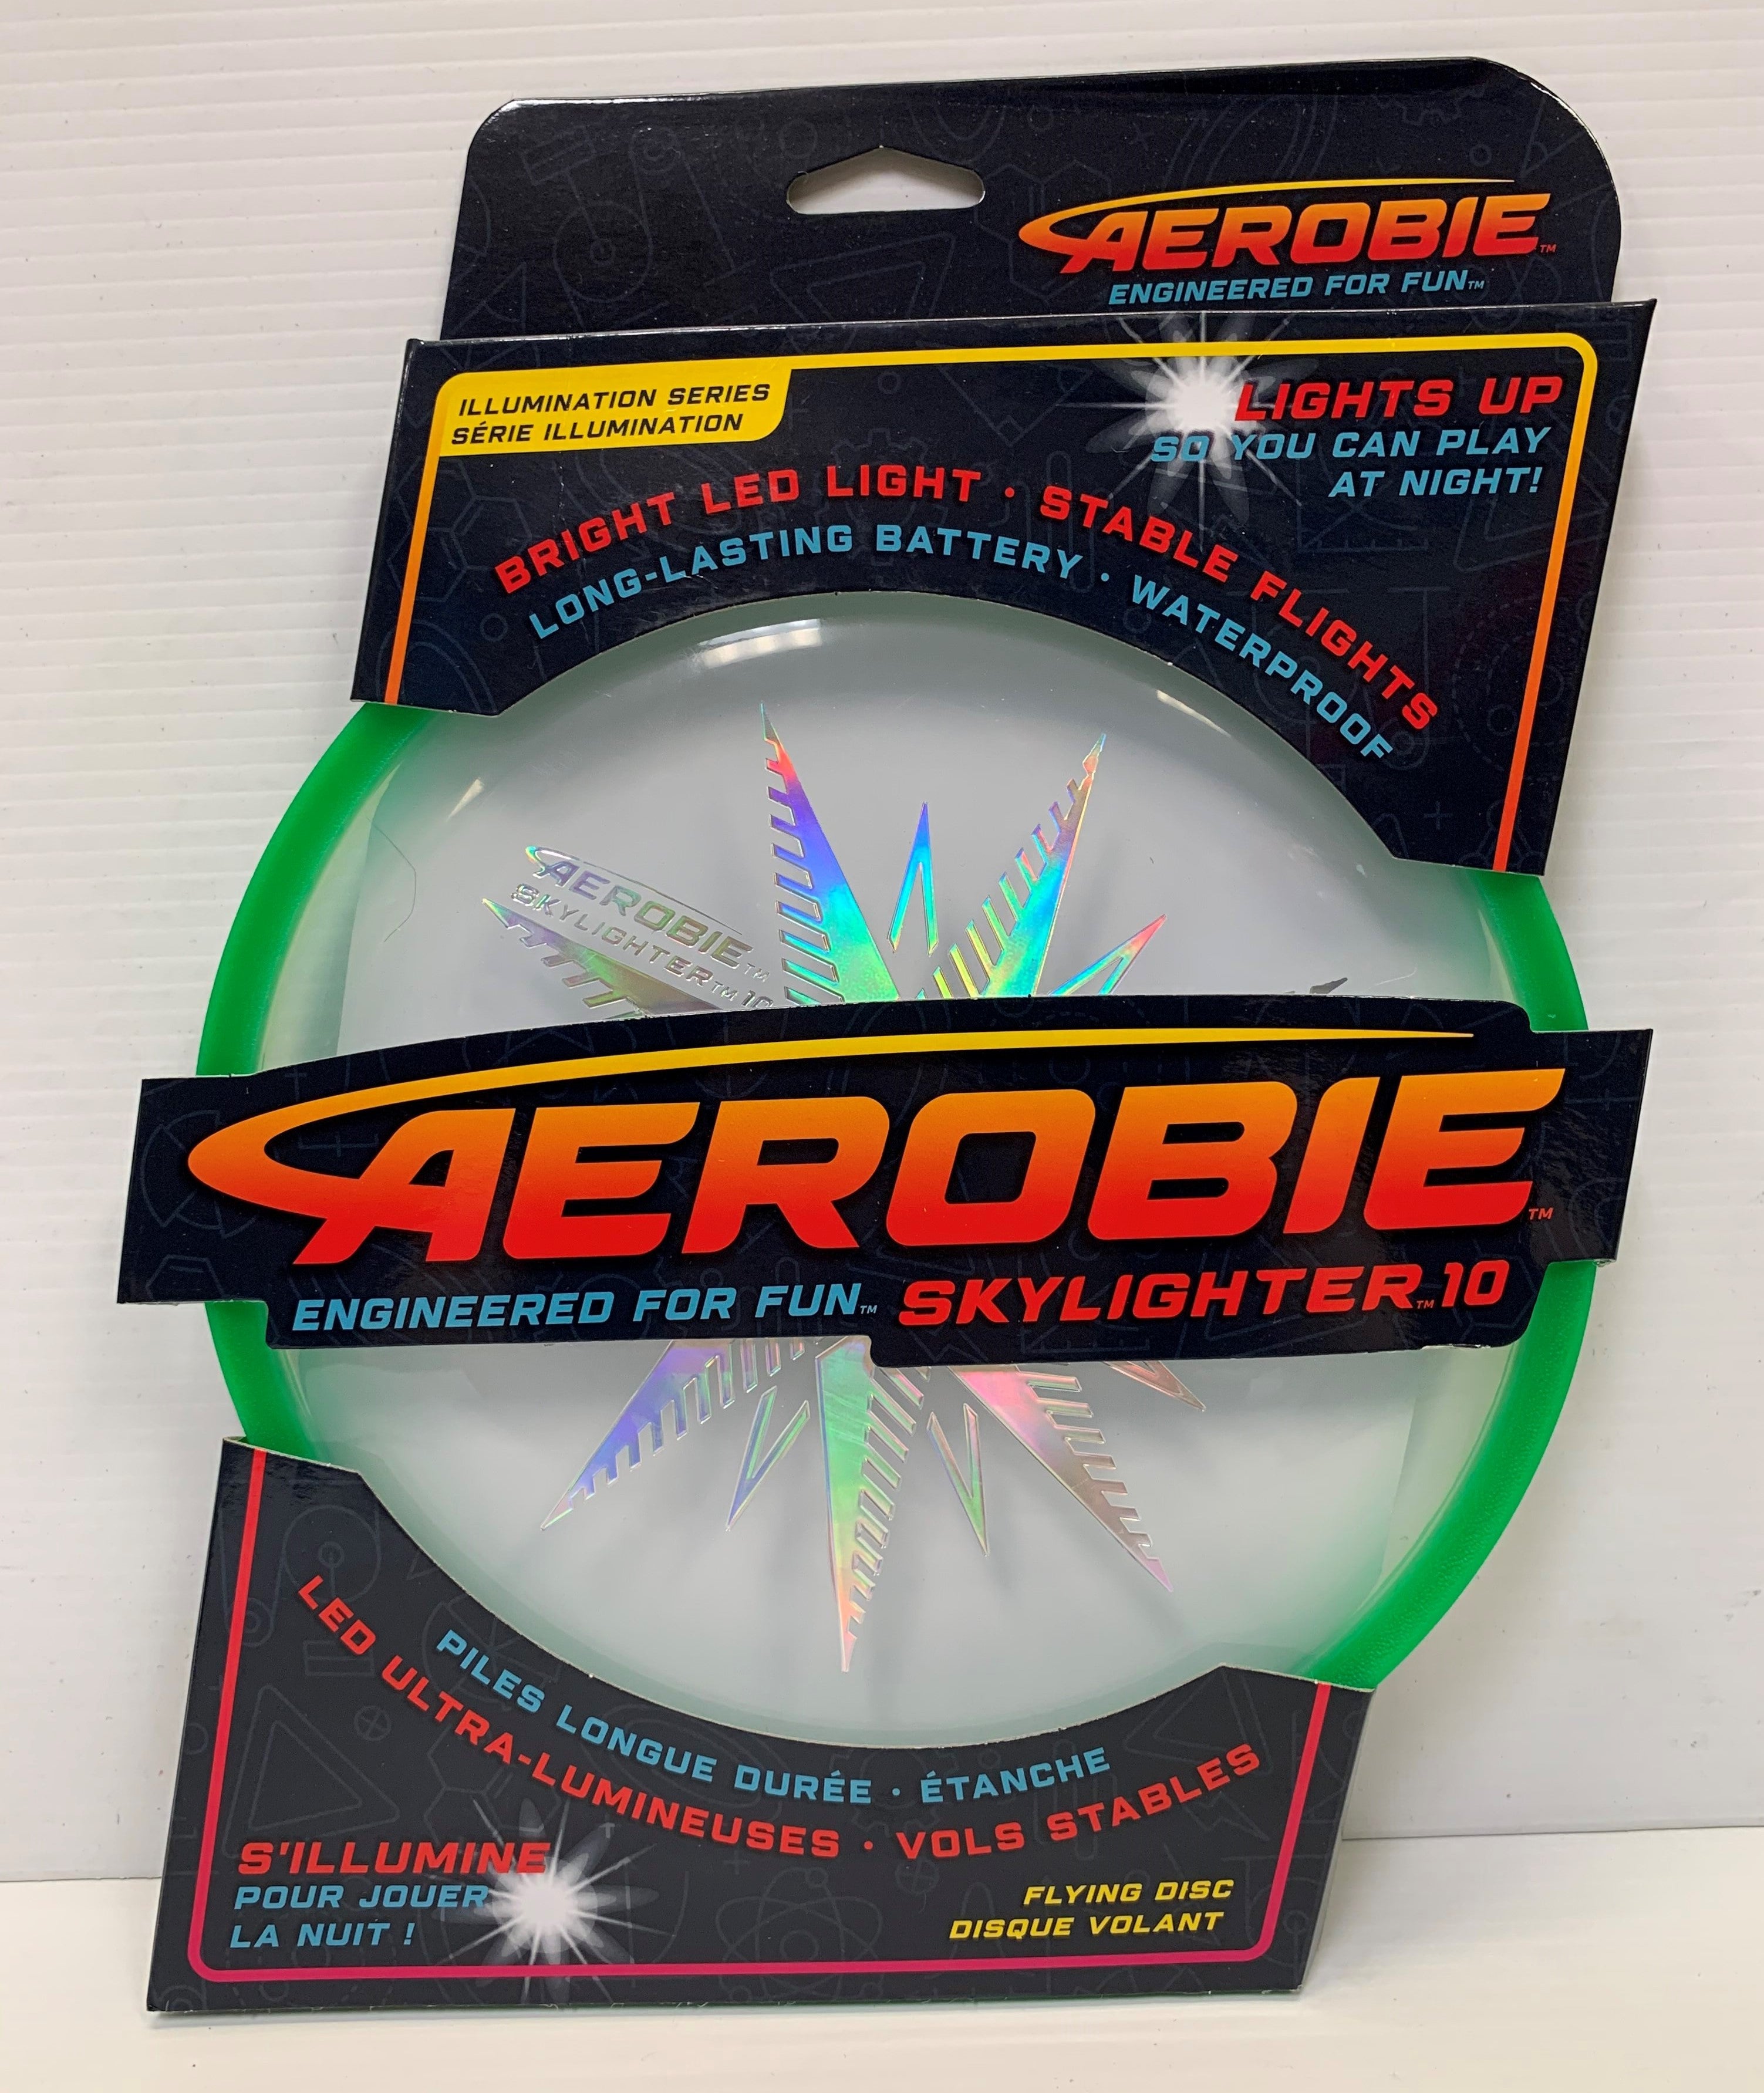 AEROBIE™
ENGINEERED FOR FUN™
ILLUMINATION SERIES
SÉRIE ILLUMINATION
LIGHTS UP
SO YOU CAN PLAY
AT NIGHT!
BRIGHT LED LIGHT · STABLE FLIGHTS
LONG-LASTING BATTERY · WATERPROOF
AEROBIE™
SKYLIGHTER™ 10
AEROBIE™
ENGINEERED FOR FUN™ SKYLIGHTER™ 10
PILES LONGUE DURÉE · ÉTANCHE
LED ULTRA-LUMINEUSES · VOLS STABLES
S'ILLUMINE
POUR JOUER
LA NUIT !
FLYING DISC
DISQUE VOLANT